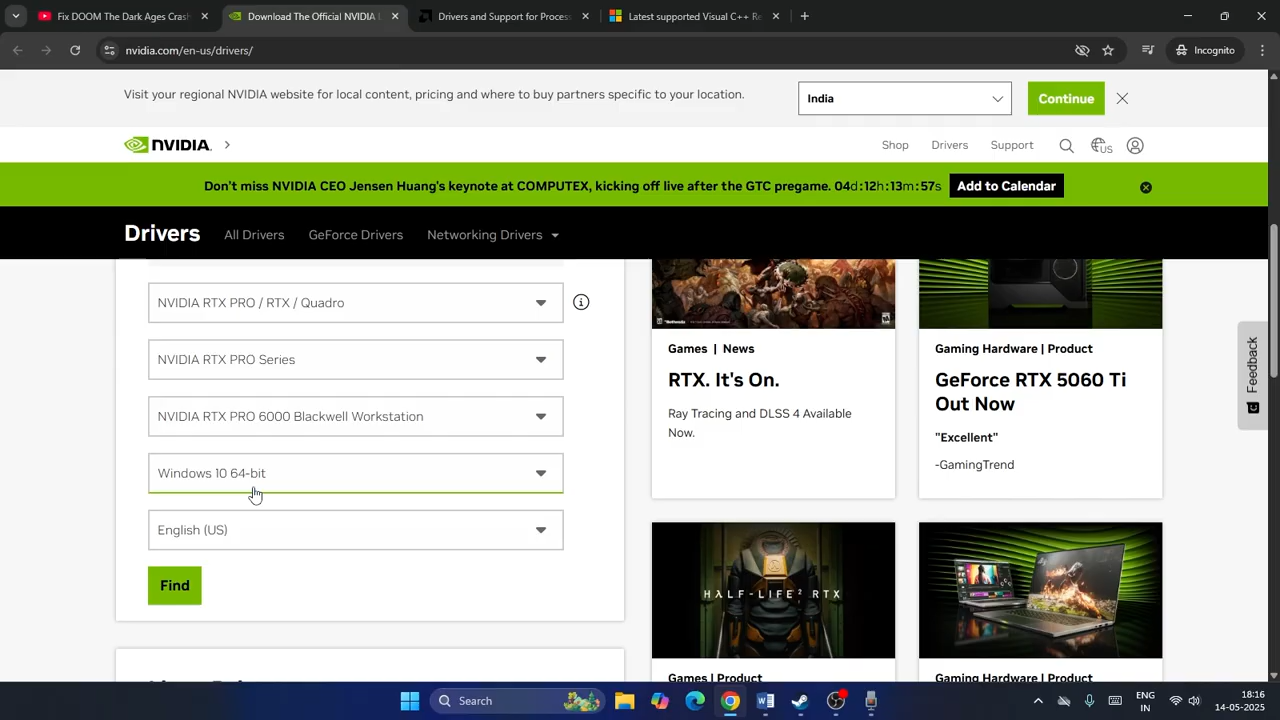 Fix DOOM The Dark Ages Crash
Download The Official NVIDIA
Drivers and Support for Process
Latest supported Visual C++ Re
nvidia.com/en-us/drivers/
Incognito
Visit your regional NVIDIA website for local content, pricing and where to buy partners specific to your location.
India
Continue
NVIDIA.
Shop
Drivers
Support
US
Don't miss NVIDIA CEO Jensen Huang's keynote at COMPUTEX, kicking off live after the GTC pregame. 04d:12h:13m:57s
Add to Calendar
Drivers
All Drivers
GeForce Drivers
Networking Drivers
NVIDIA RTX PRO / RTX / Quadro
NVIDIA RTX PRO Series
NVIDIA RTX PRO 6000 Blackwell Workstation
Windows 10 64-bit
English (US)
Find
Games | News
RTX. It's On.
Ray Tracing and DLSS 4 Available
Now.
Gaming Hardware | Product
GeForce RTX 5060 Ti
Out Now
"Excellent"
-GamingTrend
HALF-LIFE² RTX
Games | Product
Gaming Hardware | Product
Feedback
Search
ENG
IN
18:16
14-05-2025